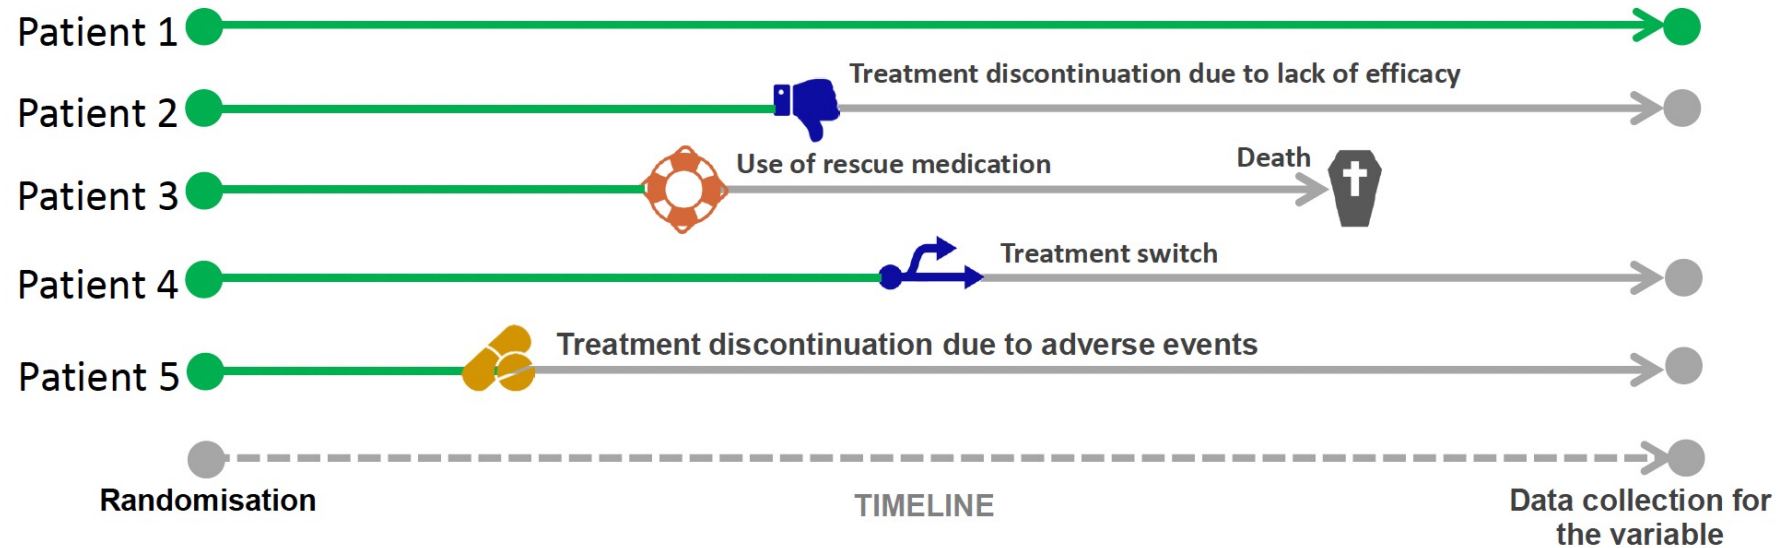 Patient 1
Treatment discontinuation due to lack of efficacy
Patient 2
Use of rescue medication
Death
Patient 3
Treatment switch
Patient 4
Treatment discontinuation due to adverse events
Patient 5
Randomisation
TIMELINE
Data collection for
the variable